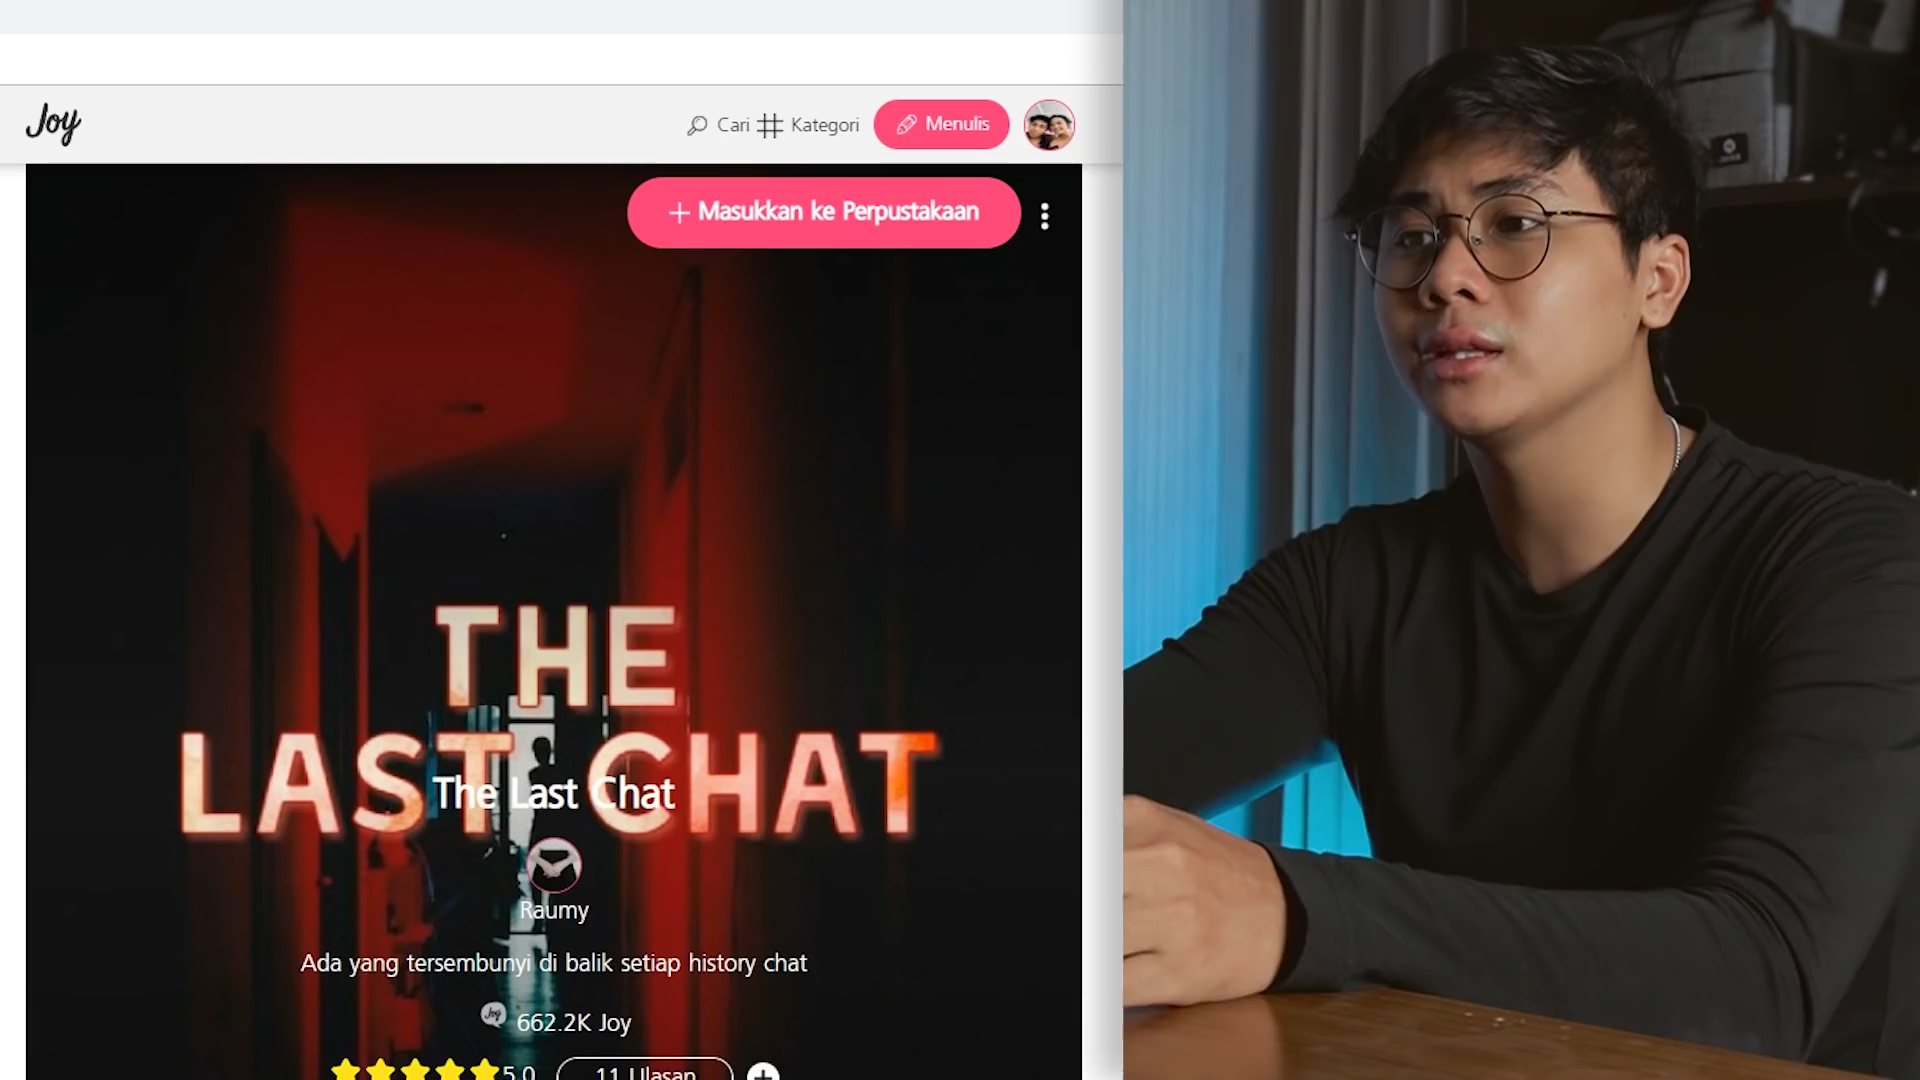 Joy
Cari
Kategori
Menulis
+ Masukkan ke Perpustakaan
THE
LAST CHAT
The Last Chat
Raumy
Ada yang tersembunyi di balik setiap history chat
Joy
662.2K Joy
5.0
11 Ulasan